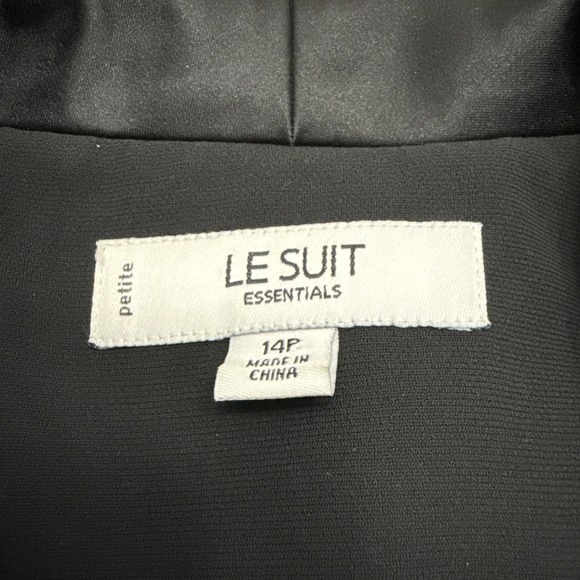 petite
LE SUIT
ESSENTIALS
14P
MADE IN
CHINA